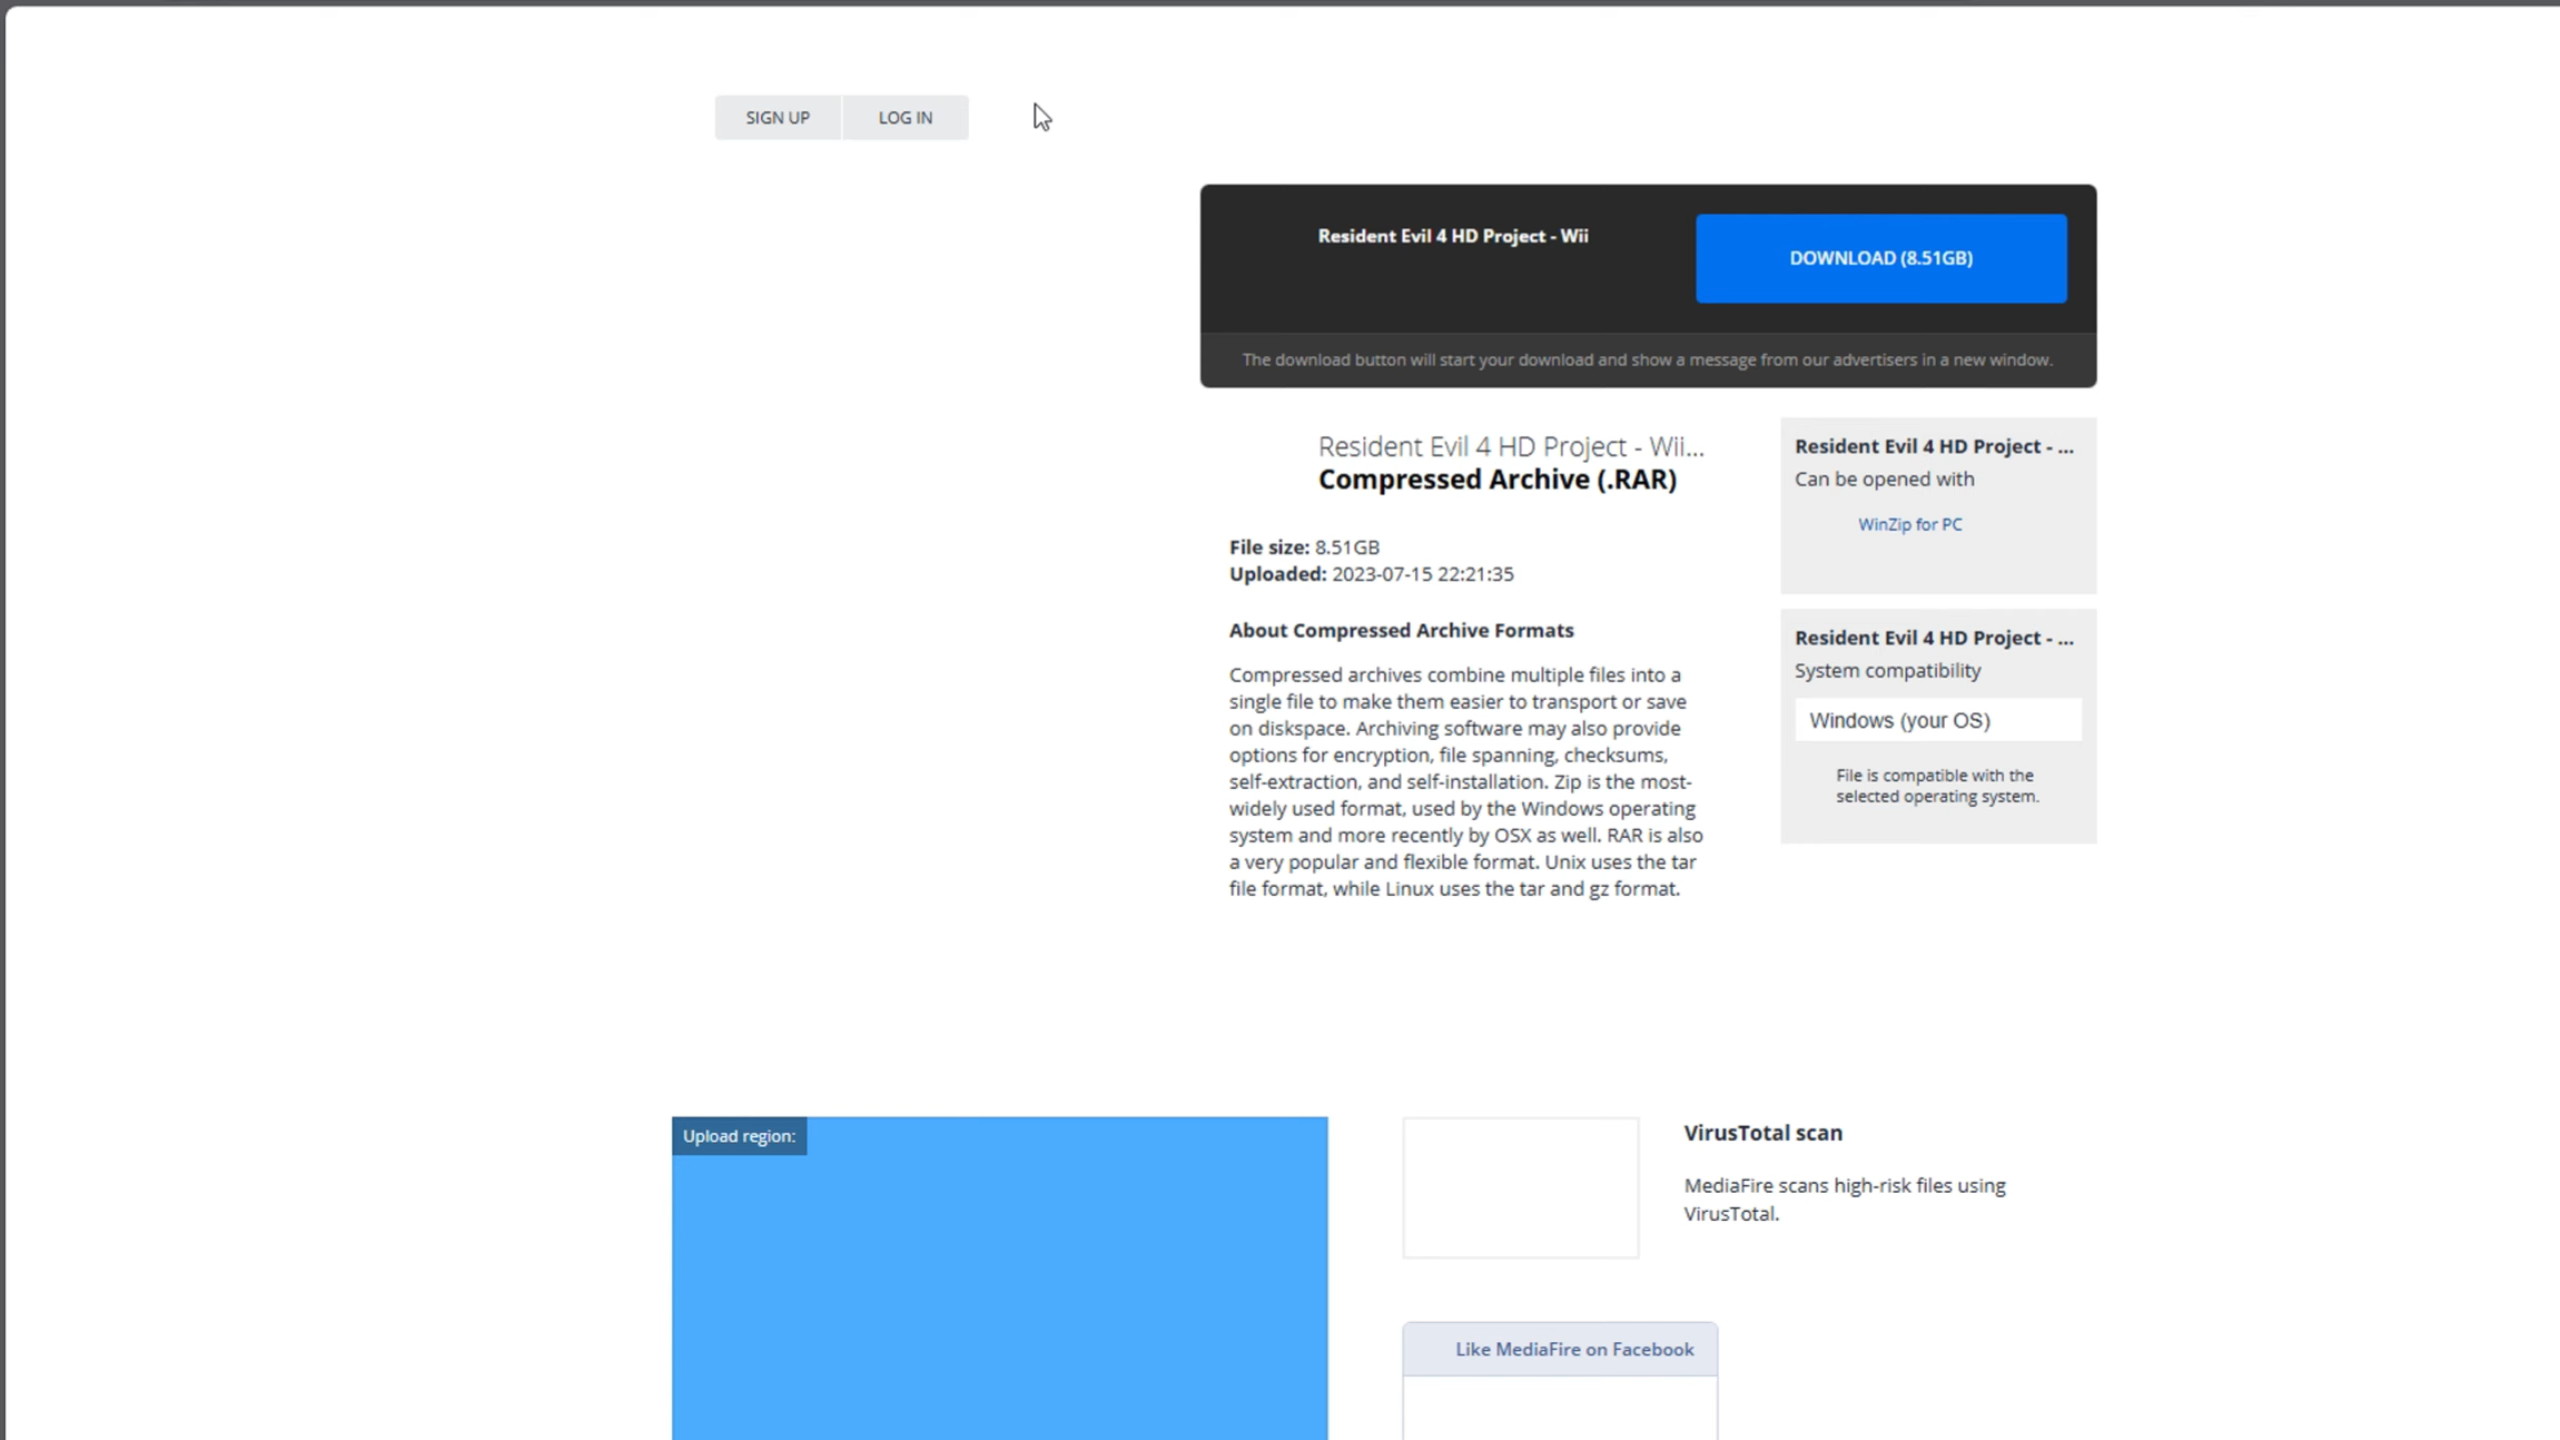 SIGN UP
LOG IN
Resident Evil 4 HD Project - Wii
DOWNLOAD (8.51GB)
The download button will start your download and show a message from our advertisers in a new window.
Resident Evil 4 HD Project - Wii...
Compressed Archive (.RAR)
File size: 8.51GB
Uploaded: 2023-07-15 22:21:35
About Compressed Archive Formats
Compressed archives combine multiple files into a
single file to make them easier to transport or save
on diskspace. Archiving software may also provide
options for encryption, file spanning, checksums,
self-extraction, and self-installation. Zip is the most-
widely used format, used by the Windows operating
system and more recently by OSX as well. RAR is also
a very popular and flexible format. Unix uses the tar
file format, while Linux uses the tar and gz format.
Resident Evil 4 HD Project - ...
Can be opened with
WinZip for PC
Resident Evil 4 HD Project - ...
System compatibility
Windows (your OS)
File is compatible with the
selected operating system.
Upload region:
VirusTotal scan
MediaFire scans high-risk files using
VirusTotal.
Like MediaFire on Facebook